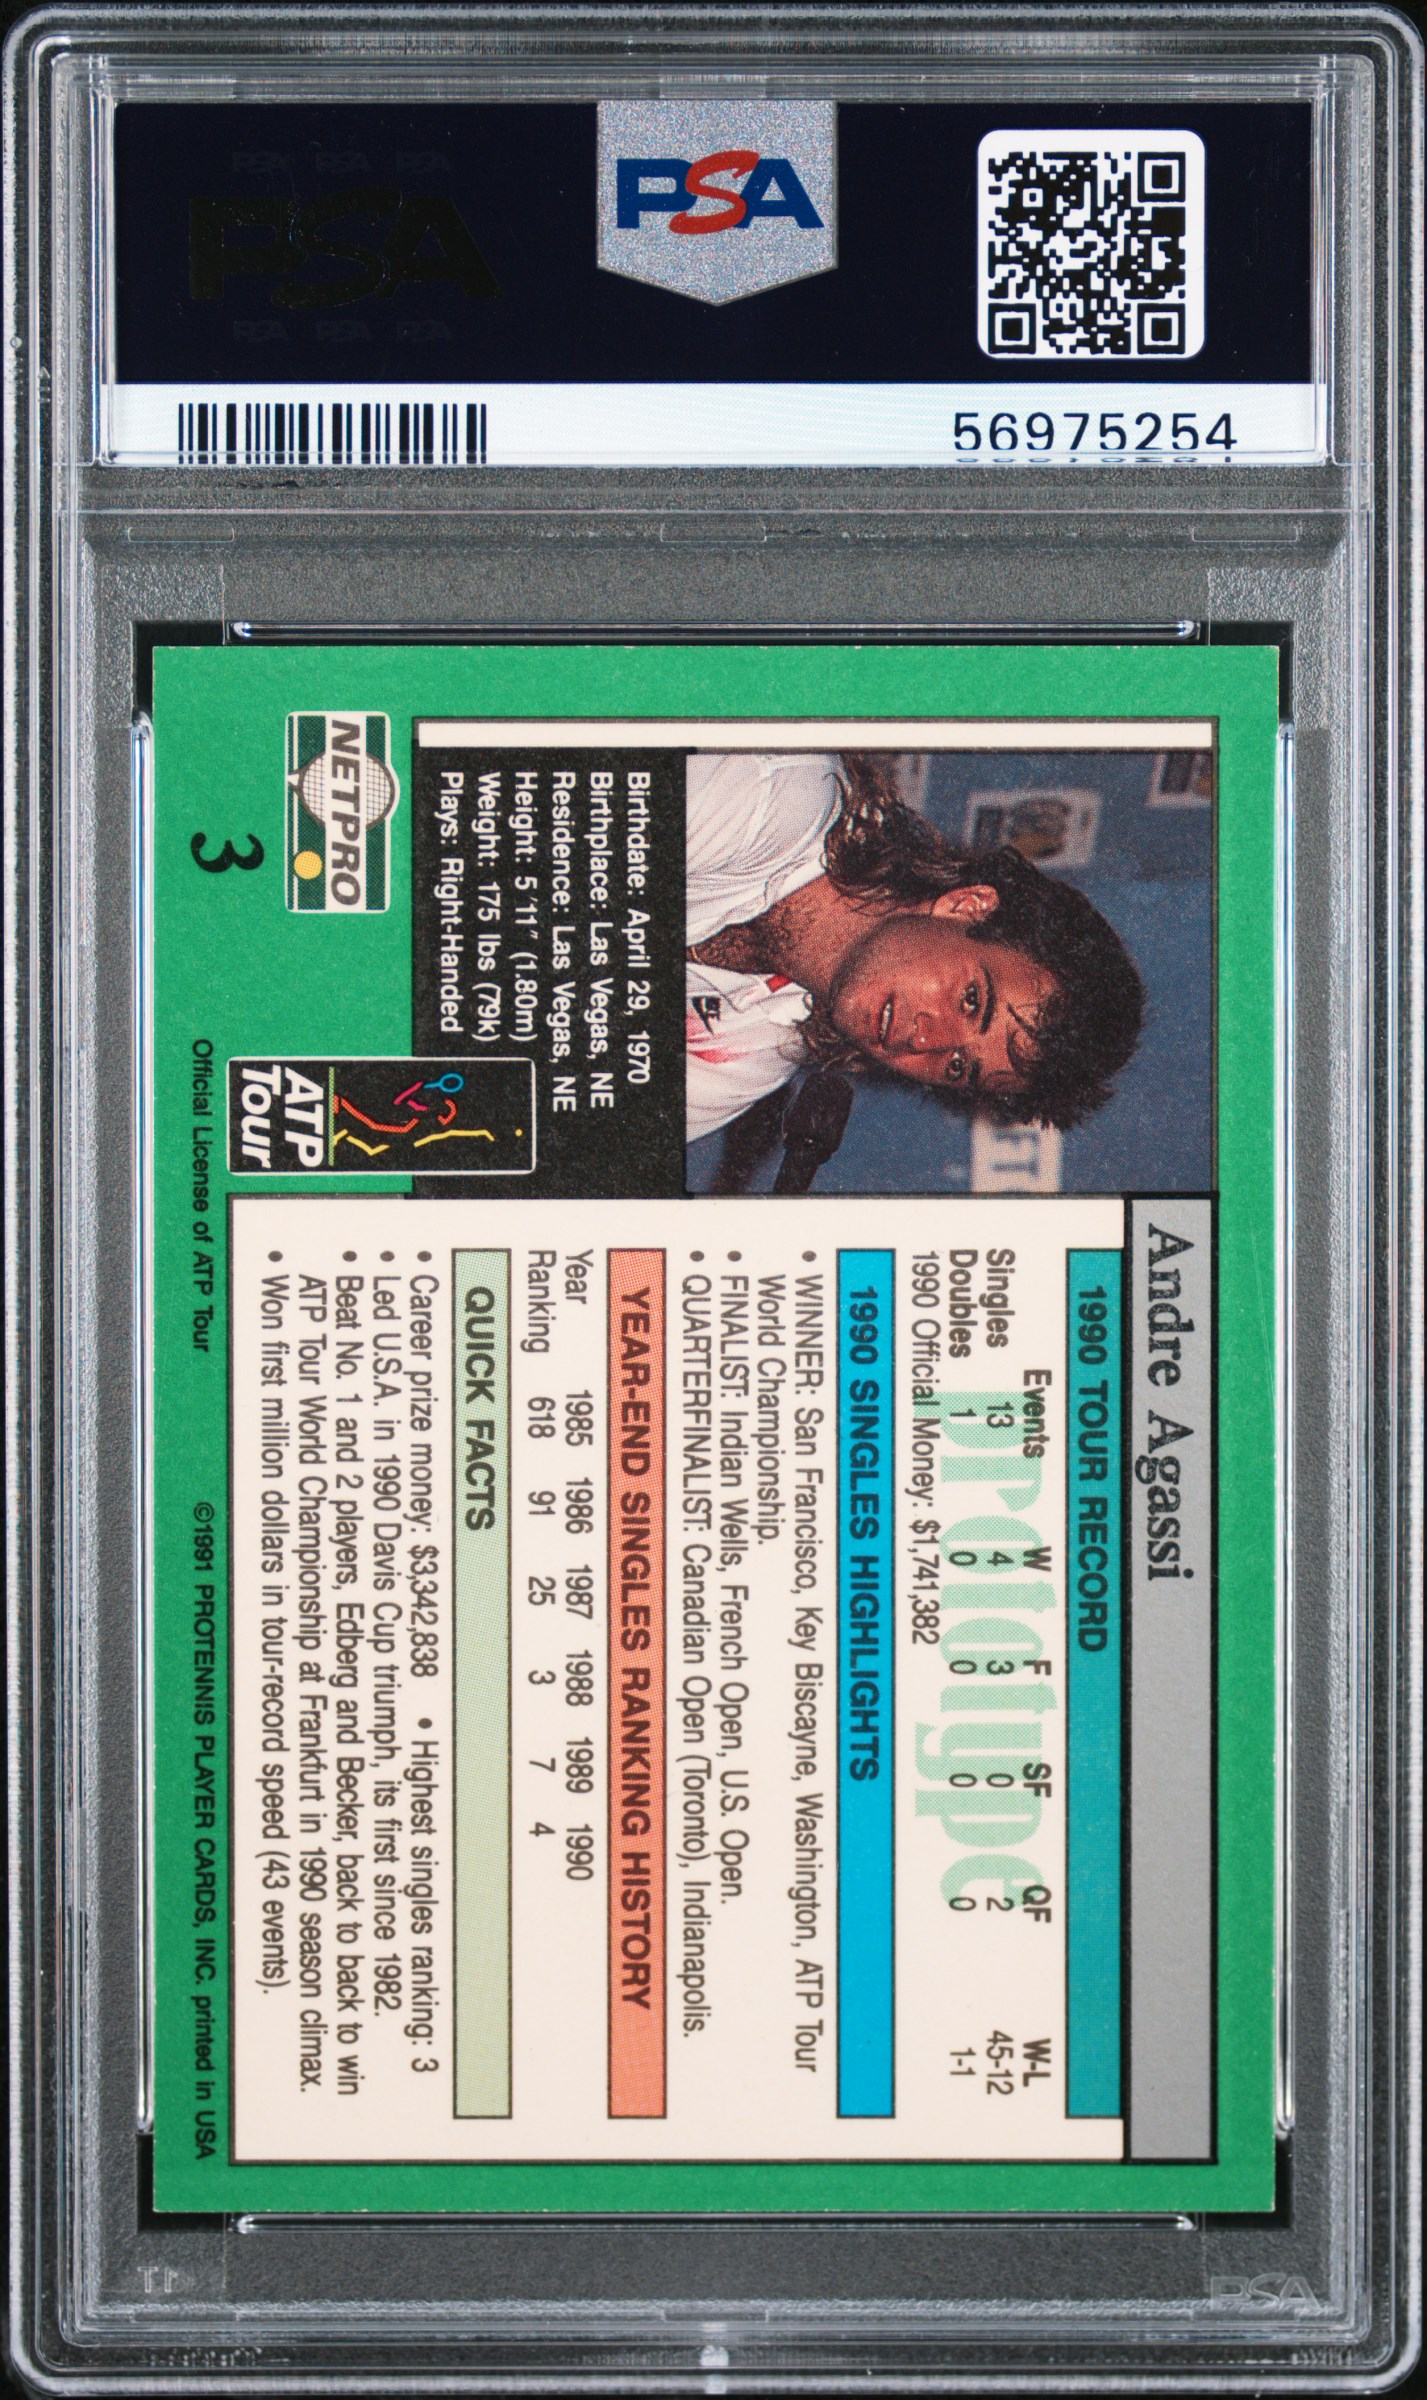 PSA
PSA PSA PSA
PSA
PSA PSA PSA
56975254
Andre Agassi
1990 TOUR RECORD
prototype
Events W F SF QF W-L
Singles 13 4 3 0 2 45-12
Doubles 1 0 0 0 0 1-1
1990 Official Money: $1,741,382
1990 SINGLES HIGHLIGHTS
• WINNER: San Francisco, Key Biscayne, Washington, ATP Tour
World Championship.
• FINALIST: Indian Wells, French Open, U.S. Open.
• QUARTERFINALIST: Canadian Open (Toronto), Indianapolis.
YEAR-END SINGLES RANKING HISTORY
Year 1985 1986 1987 1988 1989 1990
Ranking 618 91 25 3 7 4
QUICK FACTS
• Career prize money: $3,342,838 • Highest singles ranking: 3
• Led U.S.A. in 1990 Davis Cup triumph, its first since 1982.
• Beat No. 1 and 2 players, Edberg and Becker, back to back to win
ATP Tour World Championship at Frankfurt in 1990 season climax.
• Won first million dollars in tour-record speed (43 events).
Birthdate: April 29, 1970
Birthplace: Las Vegas, NE
Residence: Las Vegas, NE
Height: 5'11" (1.80m)
Weight: 175 lbs (79k)
Plays: Right-Handed
NETPRO
3
ATP
Tour
Official License of ATP Tour
©1991 PROTENNIS PLAYER CARDS, INC. printed in USA
PSA